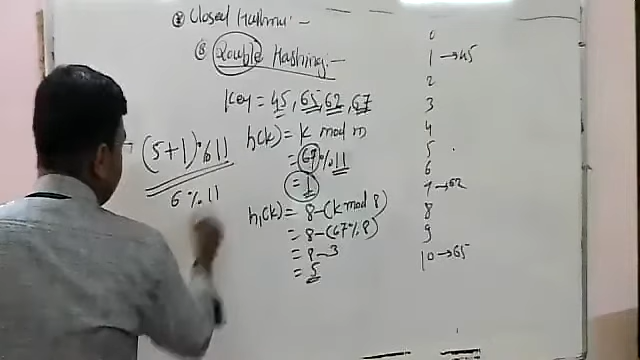 * Closed Hashing:-
(B) Double Hashing:-
Key = 45, 65, 62, 67
h(K) = K mod m
= 67 % 11
= 1
h₁(K) = 8-(K mod 8)
= 8-(67%8)
= 8-3
= 5
= (5+1)%11
6%11
0
1→45
2
3
4
5
6
7→62
8
9
10→65